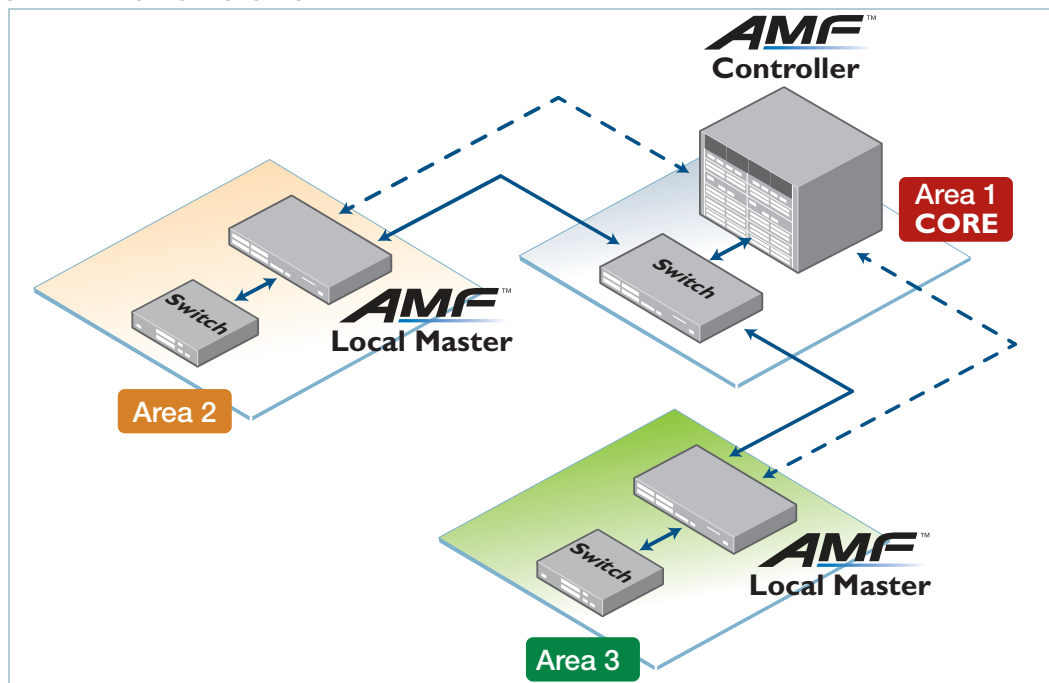 AMF™
Controller
Area 1
CORE
Switch
Switch
AMF™
Local Master
Area 2
Switch
AMF™
Local Master
Area 3